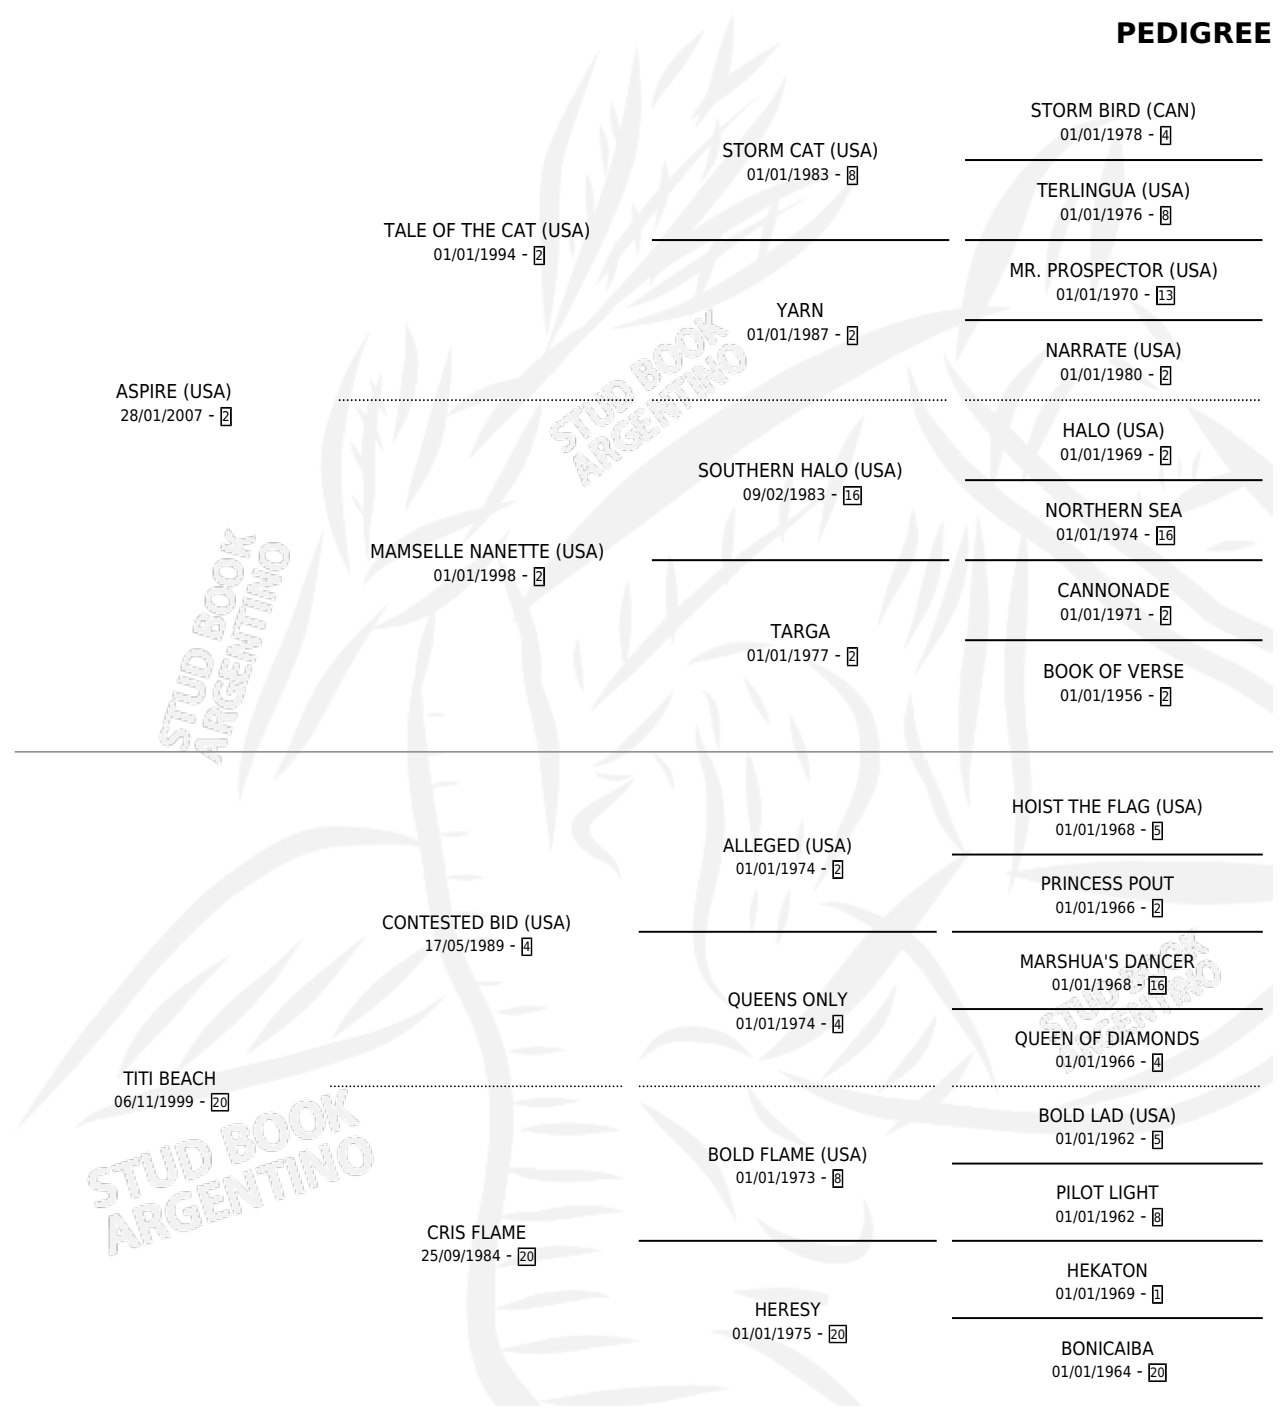 PEDIGREE
STORM BIRD (CAN)
01/01/1978 - 4
STORM CAT (USA)
01/01/1983 - 8
TERLINGUA (USA)
01/01/1976 - 8
TALE OF THE CAT (USA)
01/01/1994 - 2
MR. PROSPECTOR (USA)
01/01/1970 - 13
YARN
01/01/1987 - 2
NARRATE (USA)
01/01/1980 - 2
ASPIRE (USA)
28/01/2007 - 2
STUD BOOK
ARGENTINO
HALO (USA)
01/01/1969 - 2
SOUTHERN HALO (USA)
09/02/1983 - 16
NORTHERN SEA
01/01/1974 - 16
MAMSELLE NANETTE (USA)
01/01/1998 - 2
CANNONADE
01/01/1971 - 2
TARGA
01/01/1977 - 2
BOOK OF VERSE
01/01/1956 - 2
STUD BOOK
ARGENTINO
HOIST THE FLAG (USA)
01/01/1968 - 5
ALLEGED (USA)
01/01/1974 - 2
PRINCESS POUT
01/01/1966 - 2
CONTESTED BID (USA)
17/05/1989 - 4
MARSHUA'S DANCER
01/01/1968 - 16
QUEENS ONLY
01/01/1974 - 4
STUD BOOK
ARGENTINO
QUEEN OF DIAMONDS
01/01/1966 - 4
TITI BEACH
06/11/1999 - 20
BOLD LAD (USA)
01/01/1962 - 5
BOLD FLAME (USA)
01/01/1973 - 8
STUD BOOK
ARGENTINO
PILOT LIGHT
01/01/1962 - 8
CRIS FLAME
25/09/1984 - 20
HEKATON
01/01/1969 - 1
HERESY
01/01/1975 - 20
BONICAIBA
01/01/1964 - 20